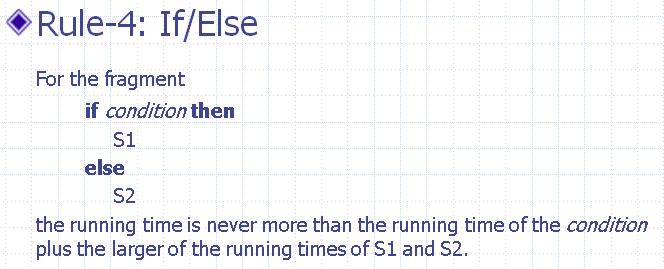 Rule-4: If/Else
For the fragment
if condition then
S1
else
S2
the running time is never more than the running time of the condition
plus the larger of the running times of S1 and S2.